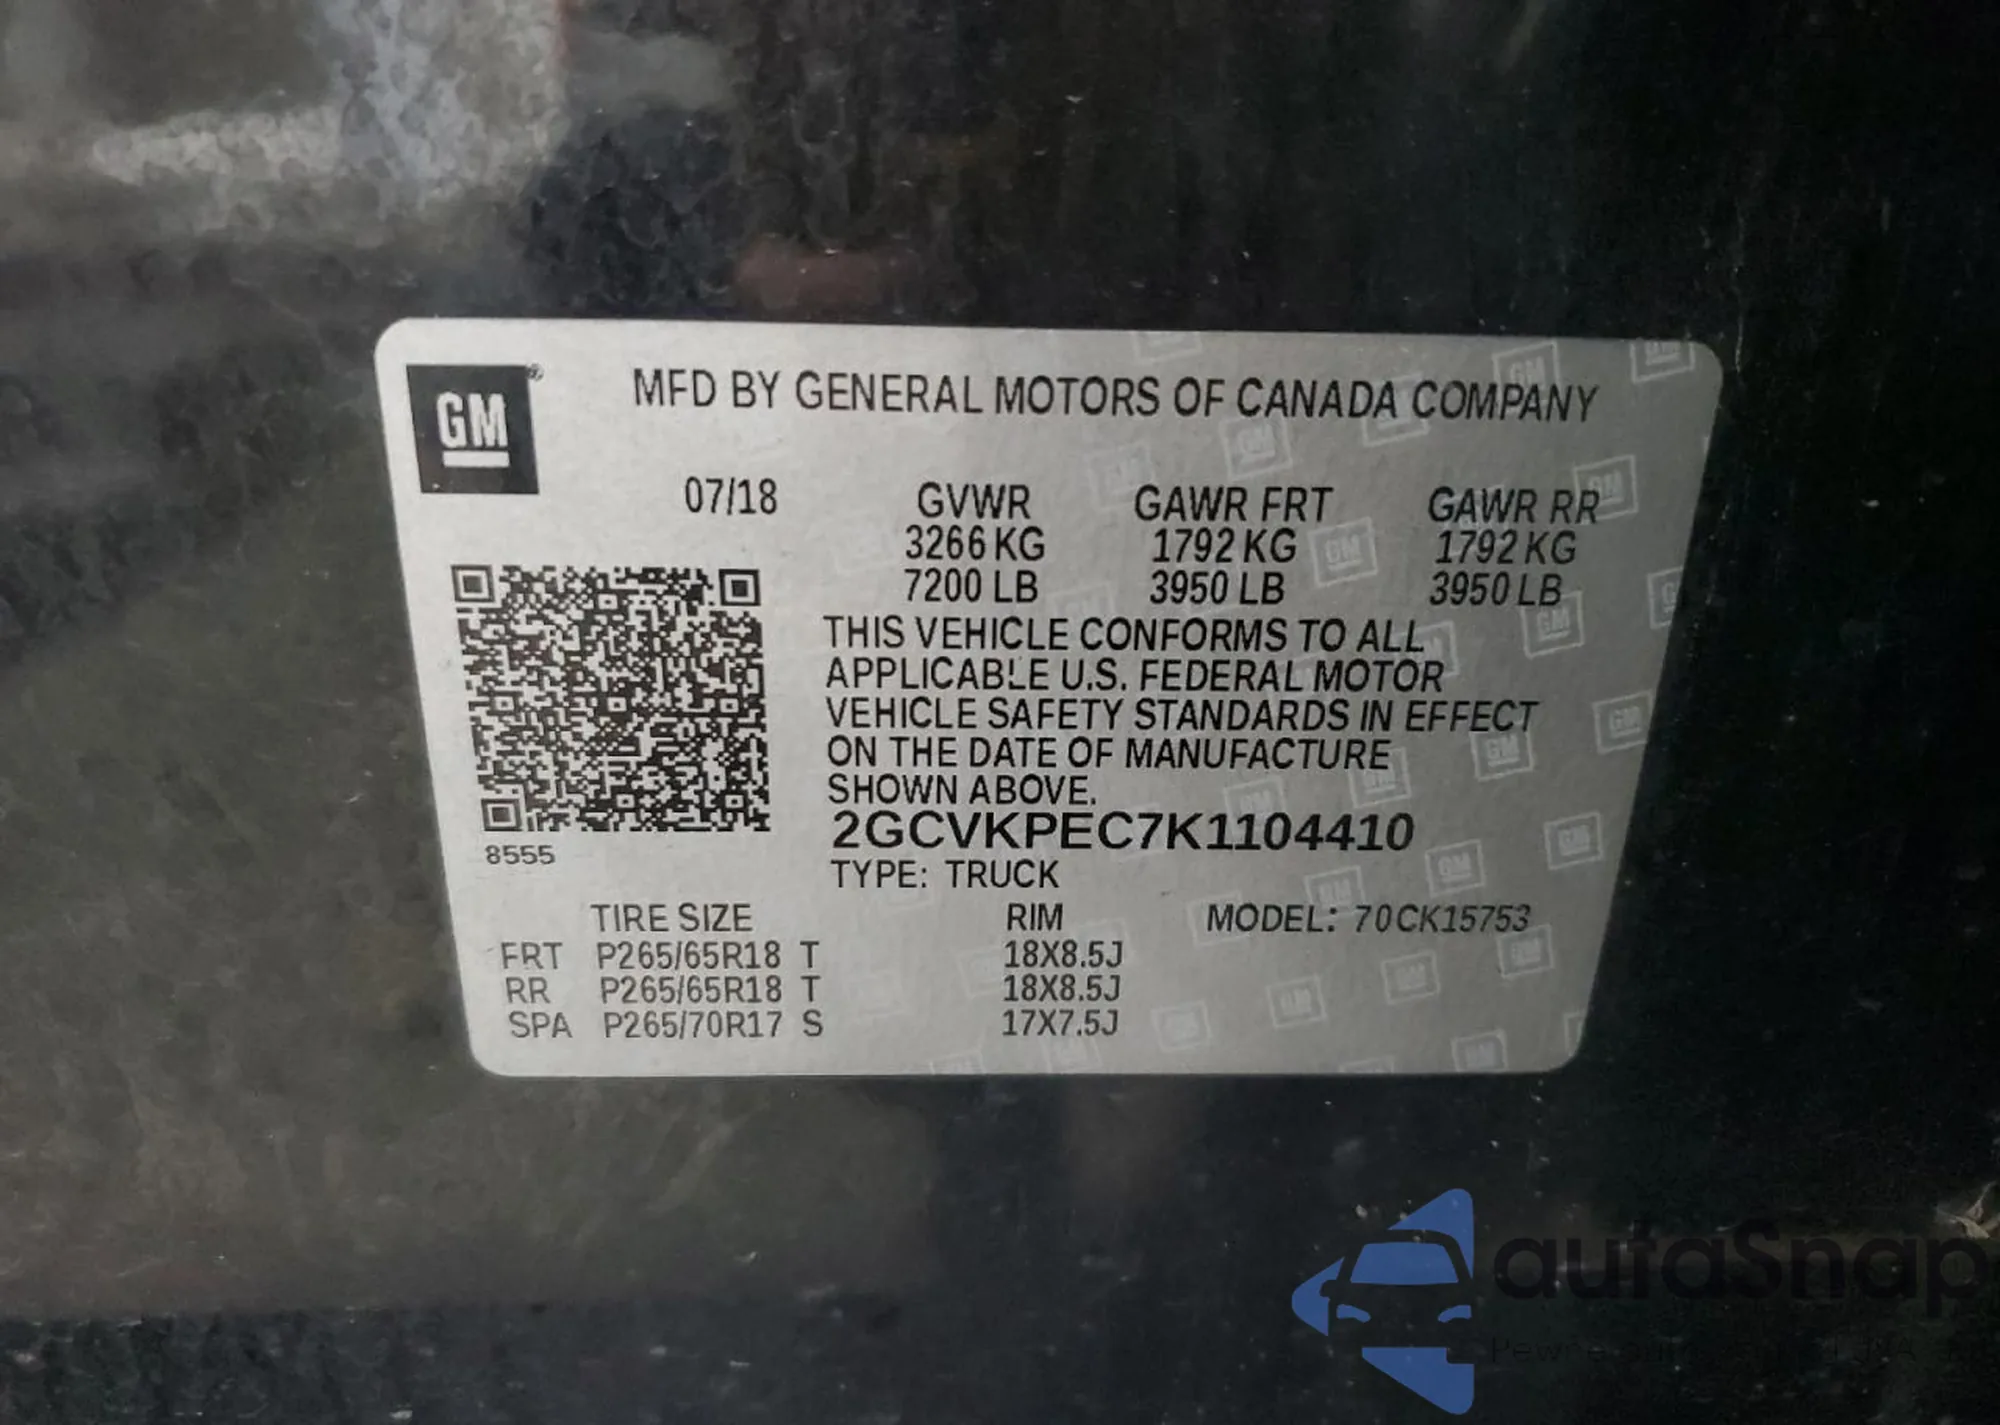 GM®
MFD BY GENERAL MOTORS OF CANADA COMPANY
07/18
GVWR GAWR FRT GAWR RR
3266 KG 1792 KG 1792 KG
7200 LB 3950 LB 3950 LB
THIS VEHICLE CONFORMS TO ALL
APPLICABLE U.S. FEDERAL MOTOR
VEHICLE SAFETY STANDARDS IN EFFECT
ON THE DATE OF MANUFACTURE
SHOWN ABOVE.
2GCVKPEC7K1104410
8555
TYPE: TRUCK
TIRE SIZE RIM MODEL: 70CK15753
FRT P265/65R18 T 18X8.5J
RR P265/65R18 T 18X8.5J
SPA P265/70R17 S 17X7.5J
autaSnap